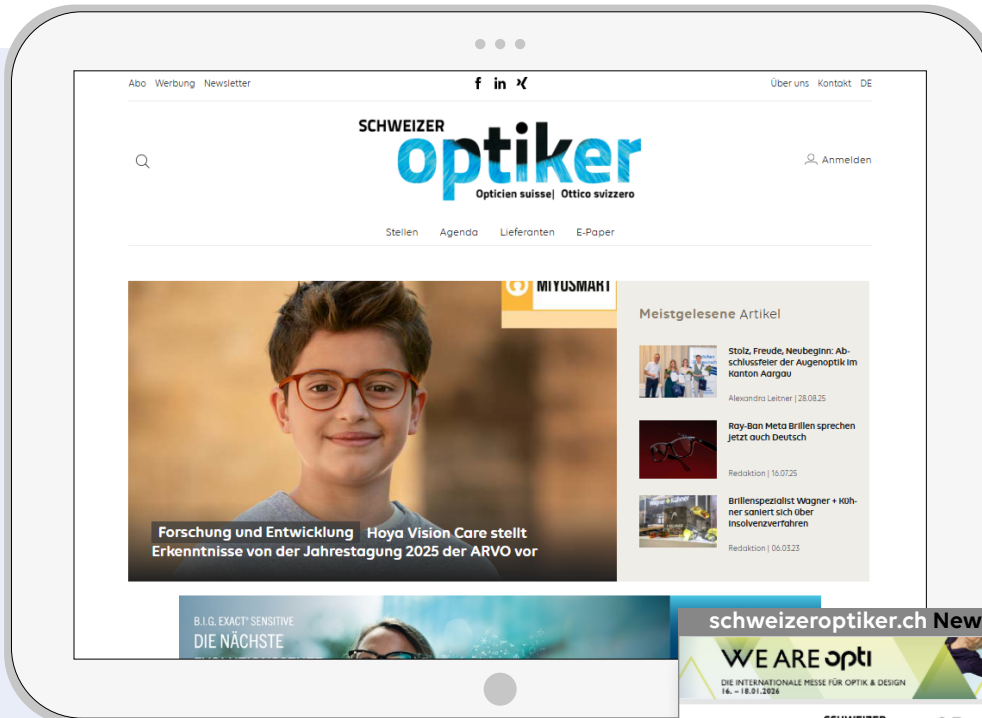 Abo Werbung Newsletter
f in
Über uns Kontakt DE
SCHWEIZER
optiker
Opticien suisse| Ottico svizzero
Anmelden
Stellen Agenda Lieferanten E-Paper
MIYOSMART
Forschung und Entwicklung Hoya Vision Care stellt
Erkenntnisse von der Jahrestagung 2025 der ARVO vor
Meistgelesene Artikel
Stolz, Freude, Neubeginn: Ab-
schlussfeier der Augenoptik im
Kanton Aargau
Alexandra Leitner | 28.08.25
Ray-Ban Meta Brillen sprechen
jetzt auch Deutsch
Redaktion | 16.07.25
Brillenspezialist Wagner + Küh-
ner saniert sich über
Insolvenzverfahren
Redaktion | 06.03.23
B.I.G. EXACT® SENSITIVE
DIE NÄCHSTE
schweizeroptiker.ch New
WE ARE opti
DIE INTERNATIONALE MESSE FÜR OPTIK & DESIGN
16. – 18.01.2026
SCHWEIZER